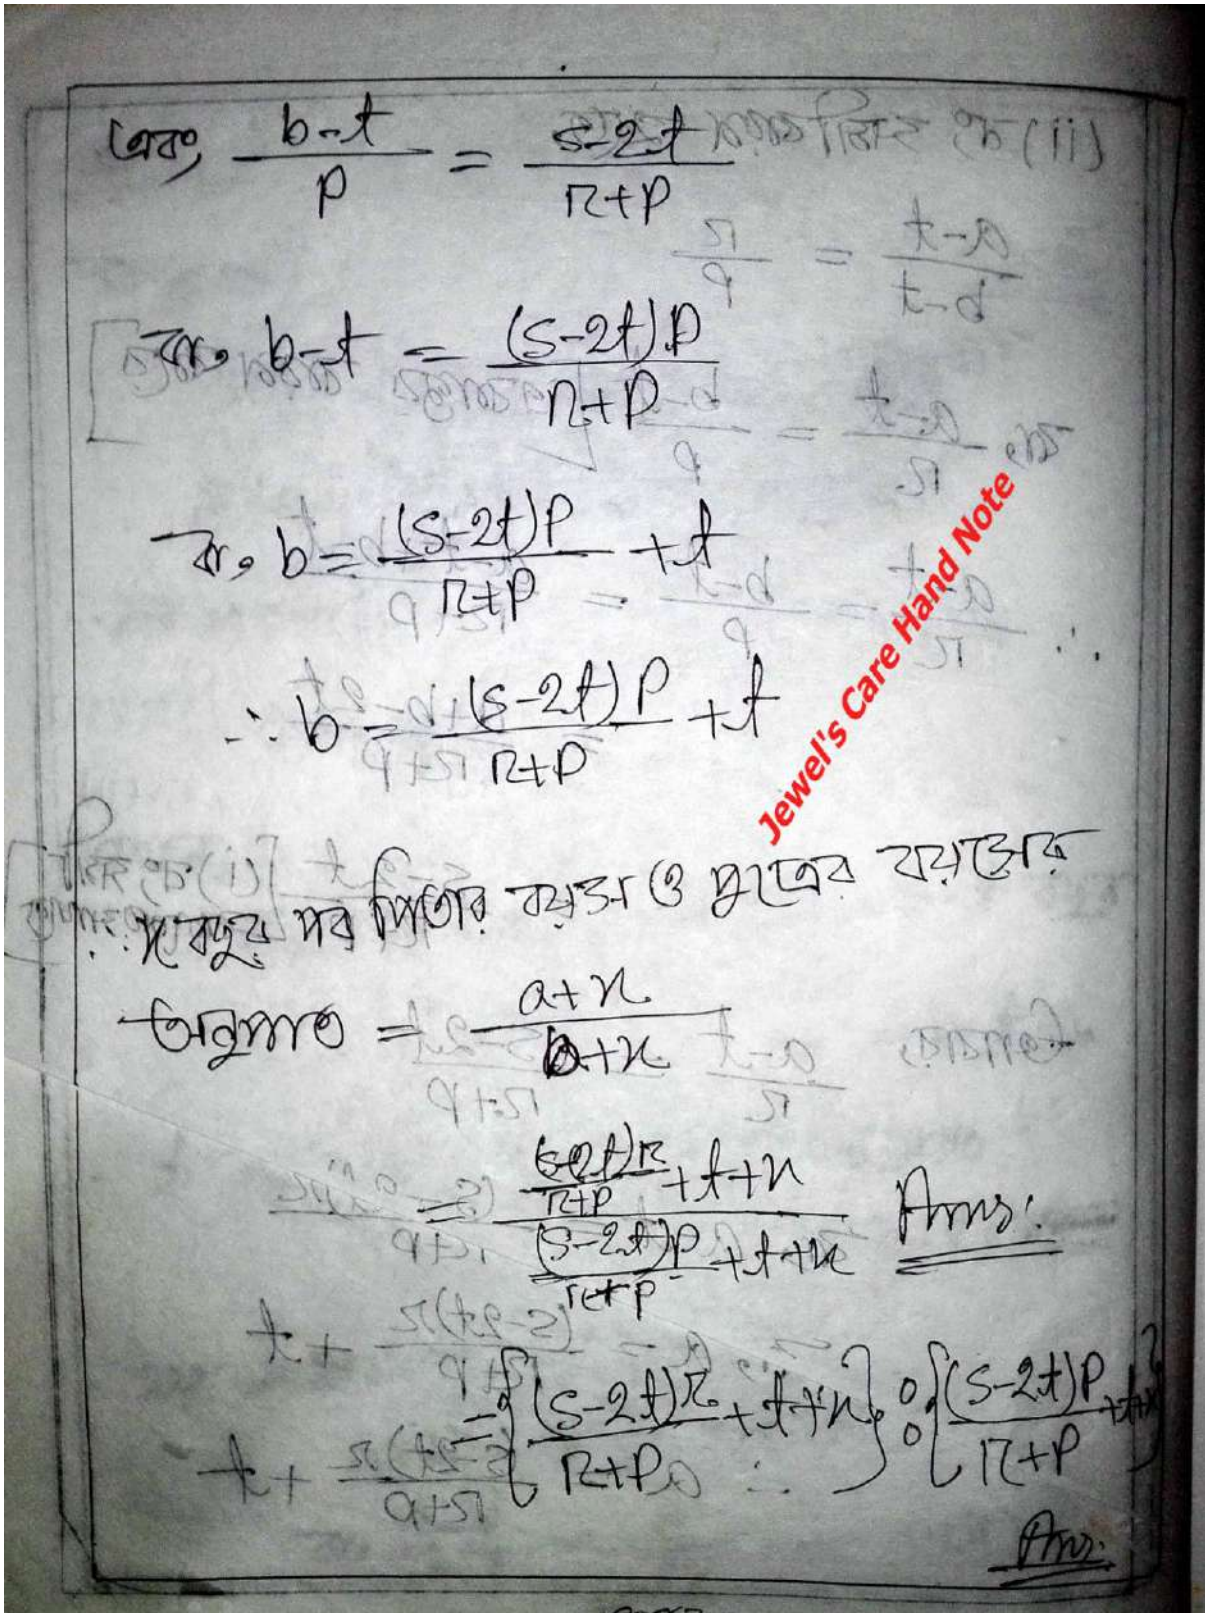 এবং, b-t/p = s-2t/r+p
বা, b-t = (s-2t).p/r+p
বা, b = (s-2t)p/r+p + t
∴ b = (s-2t)p/r+p + t
Jewel's Care Hand Note
x বছর পর পিতার বয়স ও পুত্রের বয়সের
অনুপাত = a+x/b+x
= (s-2t)r/r+p + t+x / (s-2t)p/r+p + t+x Ans:
= {(s-2t)r/r+p + t+x} : {(s-2t)p/r+p + t+x}
Ans.